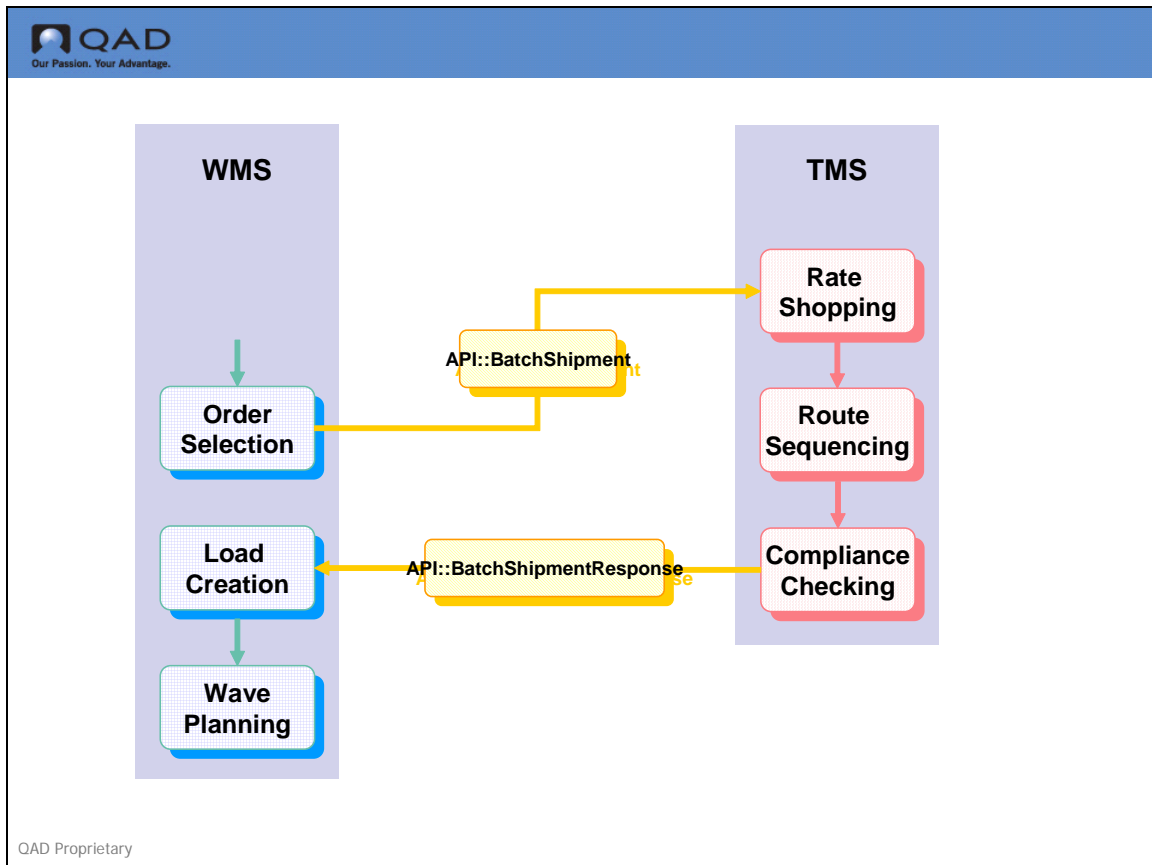 QAD
Our Passion. Your Advantage.
WMS
TMS
Rate
Shopping
API::BatchShipment
Order
Selection
Route
Sequencing
Load
Creation
API::BatchShipmentResponse
Compliance
Checking
Wave
Planning
QAD Proprietary